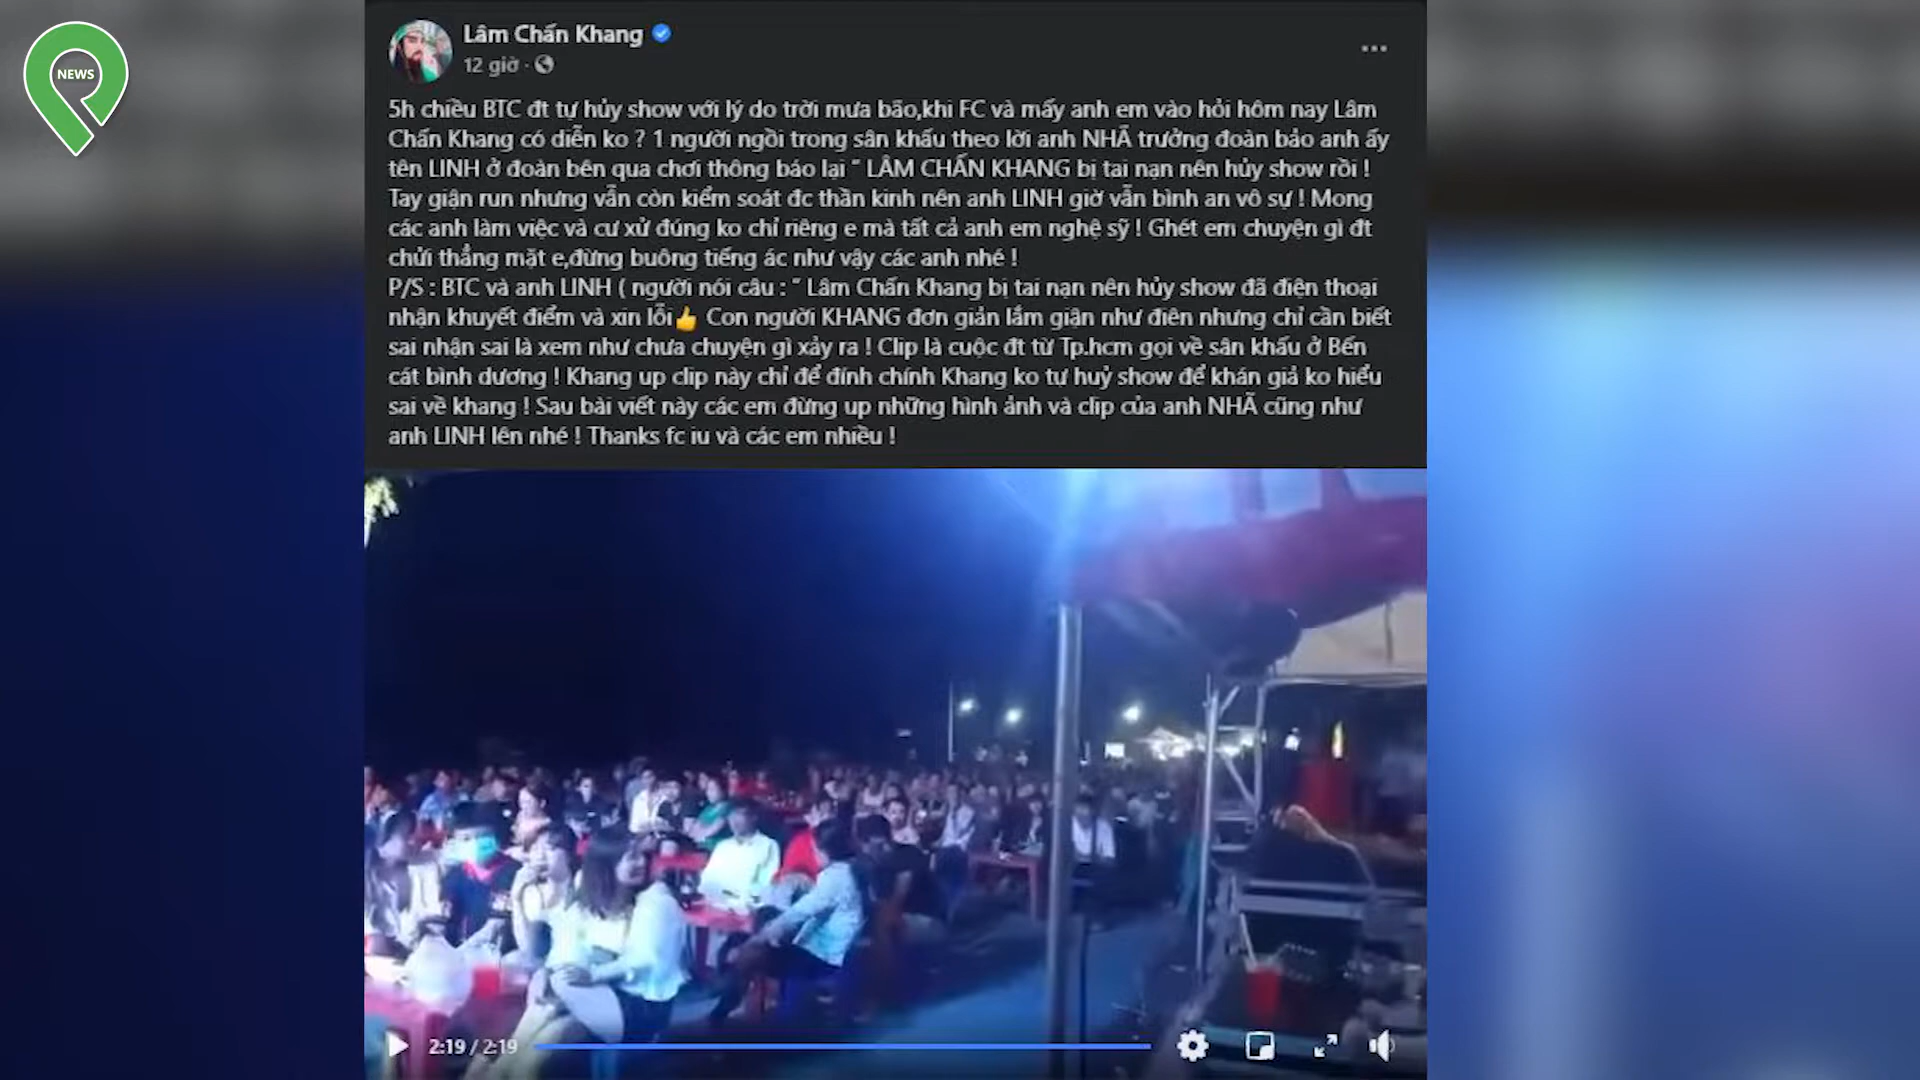 NEWS
Lâm Chấn Khang
12 giờ ·
5h chiều BTC đt tự hủy show với lý do trời mưa bão,khi FC và mấy anh em vào hỏi hôm nay Lâm
Chấn Khang có diễn ko ? 1 người ngồi trong sân khấu theo lời anh NHÃ trưởng đoàn bảo anh ấy
tên LINH ở đoàn bên qua chơi thông báo lại “ LÂM CHẤN KHANG bị tai nạn nên hủy show rồi !
Tay giận run nhưng vẫn còn kiểm soát đc thần kinh nên anh LINH giờ vẫn bình an vô sự ! Mong
các anh làm việc và cư xử đúng ko chỉ riêng e mà tất cả anh em nghệ sỹ ! Ghét em chuyện gì đt
chửi thẳng mặt e,đừng buông tiếng ác như vậy các anh nhé !
P/S : BTC và anh LINH ( người nói câu : “ Lâm Chấn Khang bị tai nạn nên hủy show đã điện thoại
nhận khuyết điểm và xin lỗi👍 Con người KHANG đơn giản lắm giận như điên nhưng chỉ cần biết
sai nhận sai là xem như chưa chuyện gì xảy ra ! Clip là cuộc đt từ Tp.hcm gọi về sân khấu ở Bến
cát bình dương ! Khang up clip này chỉ để đính chính Khang ko tự huỷ show để khán giả ko hiểu
sai về khang ! Sau bài viết này các em đừng up những hình ảnh và clip của anh NHÃ cũng như
anh LINH lên nhé ! Thanks fc iu và các em nhiều !
2:19 / 2:19